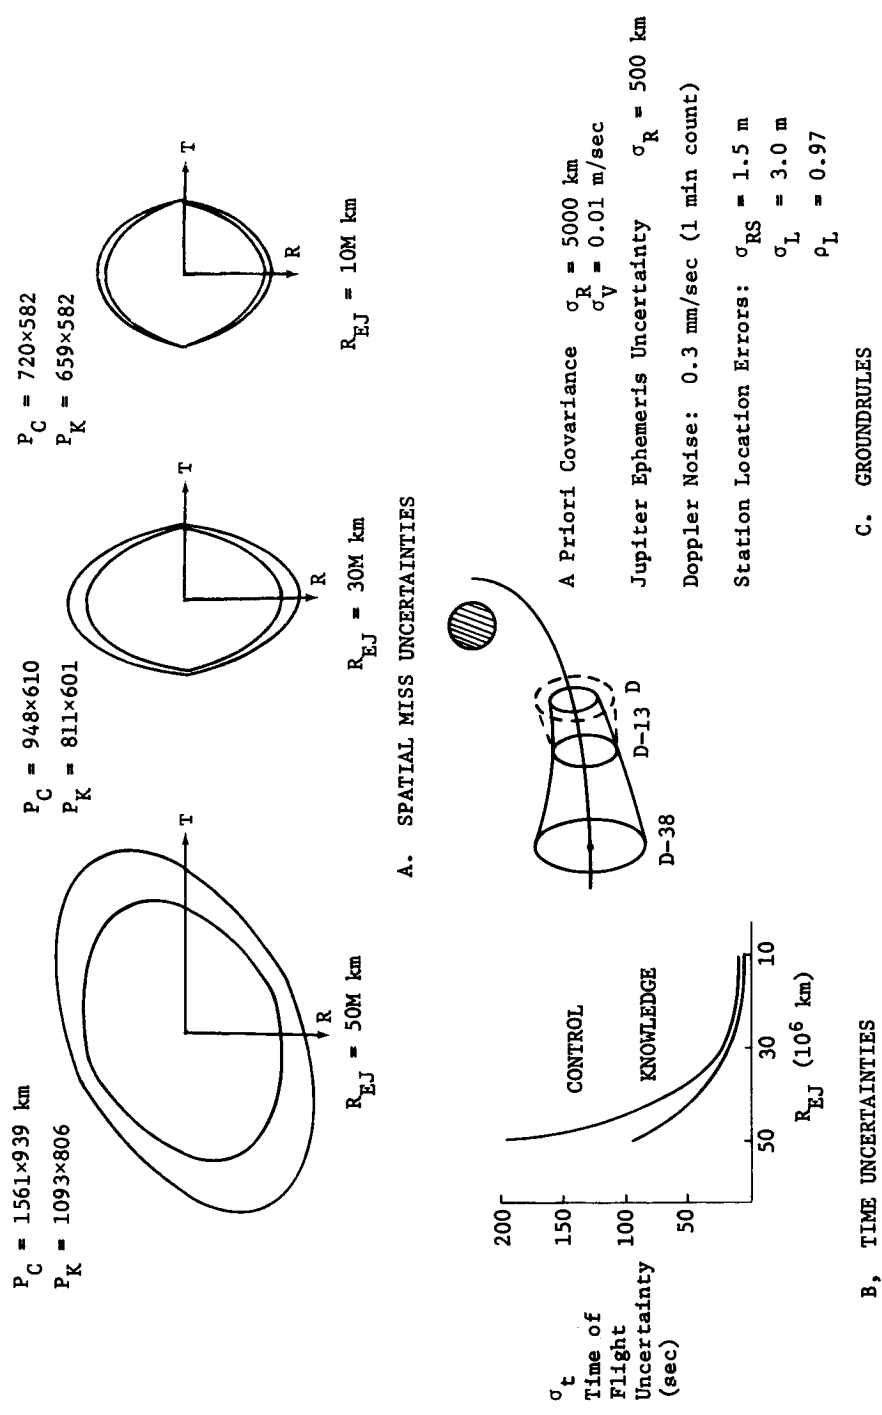 P_C = 1561×939 km
P_K = 1093×806
T
R
R_EJ = 50M km
P_C = 948×610
P_K = 811×601
T
R
R_EJ = 30M km
P_C = 720×582
P_K = 659×582
T
R
R_EJ = 10M km
A. SPATIAL MISS UNCERTAINTIES
σ_t
Time of
Flight
Uncertainty
(sec)
200
150
100
50
CONTROL
KNOWLEDGE
50
30
10
R_EJ (10^6 km)
B, TIME UNCERTAINTIES
D-38
D-13
D
A Priori Covariance σ_R = 5000 km
σ_V = 0.01 m/sec
Jupiter Ephemeris Uncertainty σ_R = 500 km
Doppler Noise: 0.3 mm/sec (1 min count)
Station Location Errors: σ_RS = 1.5 m
σ_L = 3.0 m
ρ_L = 0.97
C. GROUNDRULES